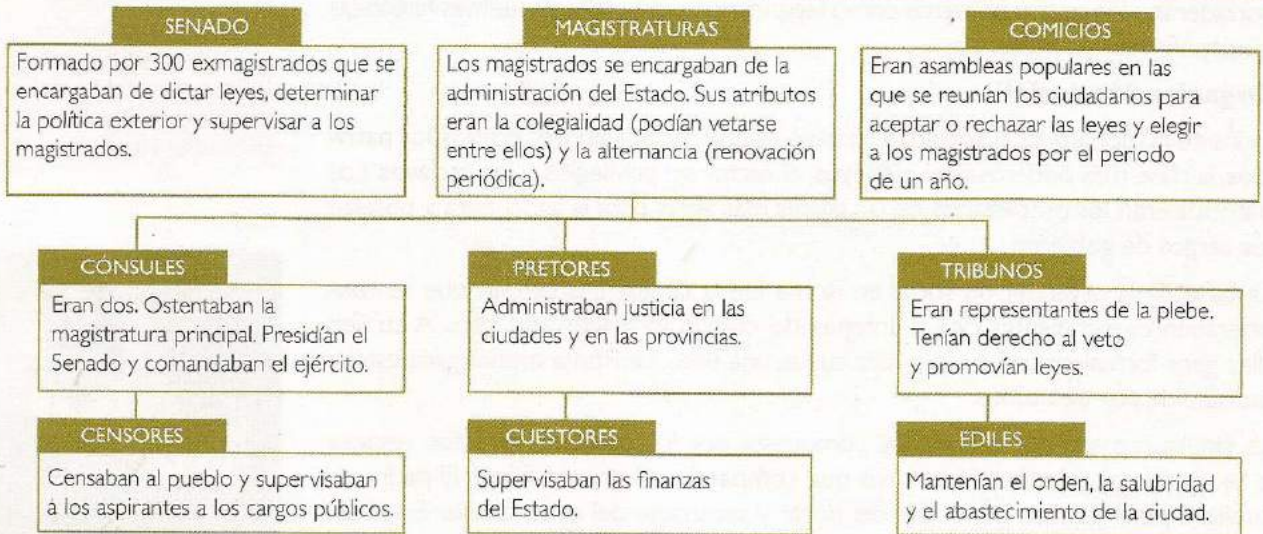 SENADO
Formado por 300 exmagistrados que se
encargaban de dictar leyes, determinar
la política exterior y supervisar a los
magistrados.
MAGISTRATURAS
Los magistrados se encargaban de la
administración del Estado. Sus atributos
eran la colegialidad (podían vetarse
entre ellos) y la alternancia (renovación
periódica).
COMICIOS
Eran asambleas populares en las
que se reunían los ciudadanos para
aceptar o rechazar las leyes y elegir
a los magistrados por el periodo
de un año.
CÓNSULES
Eran dos. Ostentaban la
magistratura principal. Presidían el
Senado y comandaban el ejército.
PRETORES
Administraban justicia en las
ciudades y en las provincias.
TRIBUNOS
Eran representantes de la plebe.
Tenían derecho al veto
y promovían leyes.
CENSORES
Censaban al pueblo y supervisaban
a los aspirantes a los cargos públicos.
CUESTORES
Supervisaban las finanzas
del Estado.
EDILES
Mantenían el orden, la salubridad
y el abastecimiento de la ciudad.